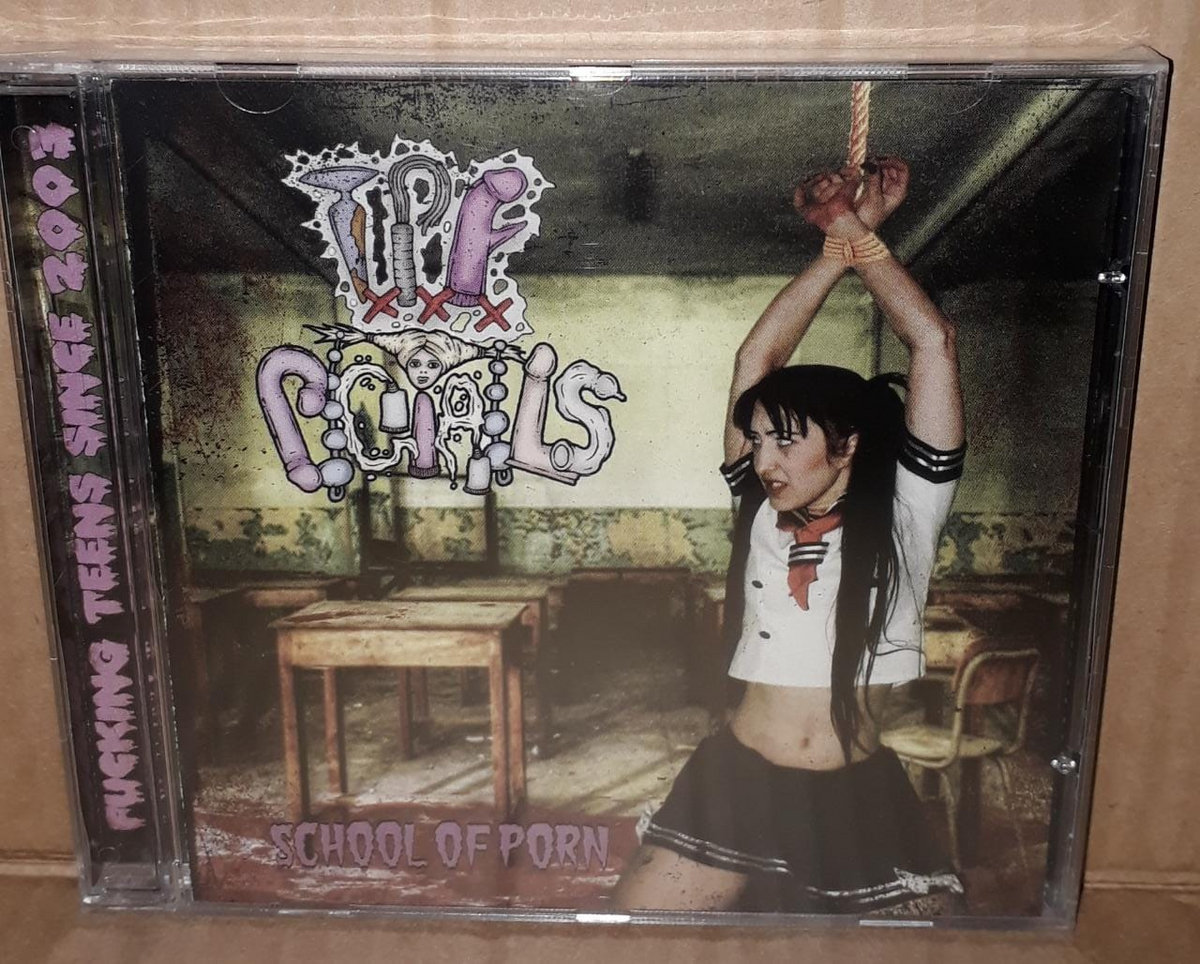 FUCKING TEENS SINCE 2003
SCHOOL OF PORN